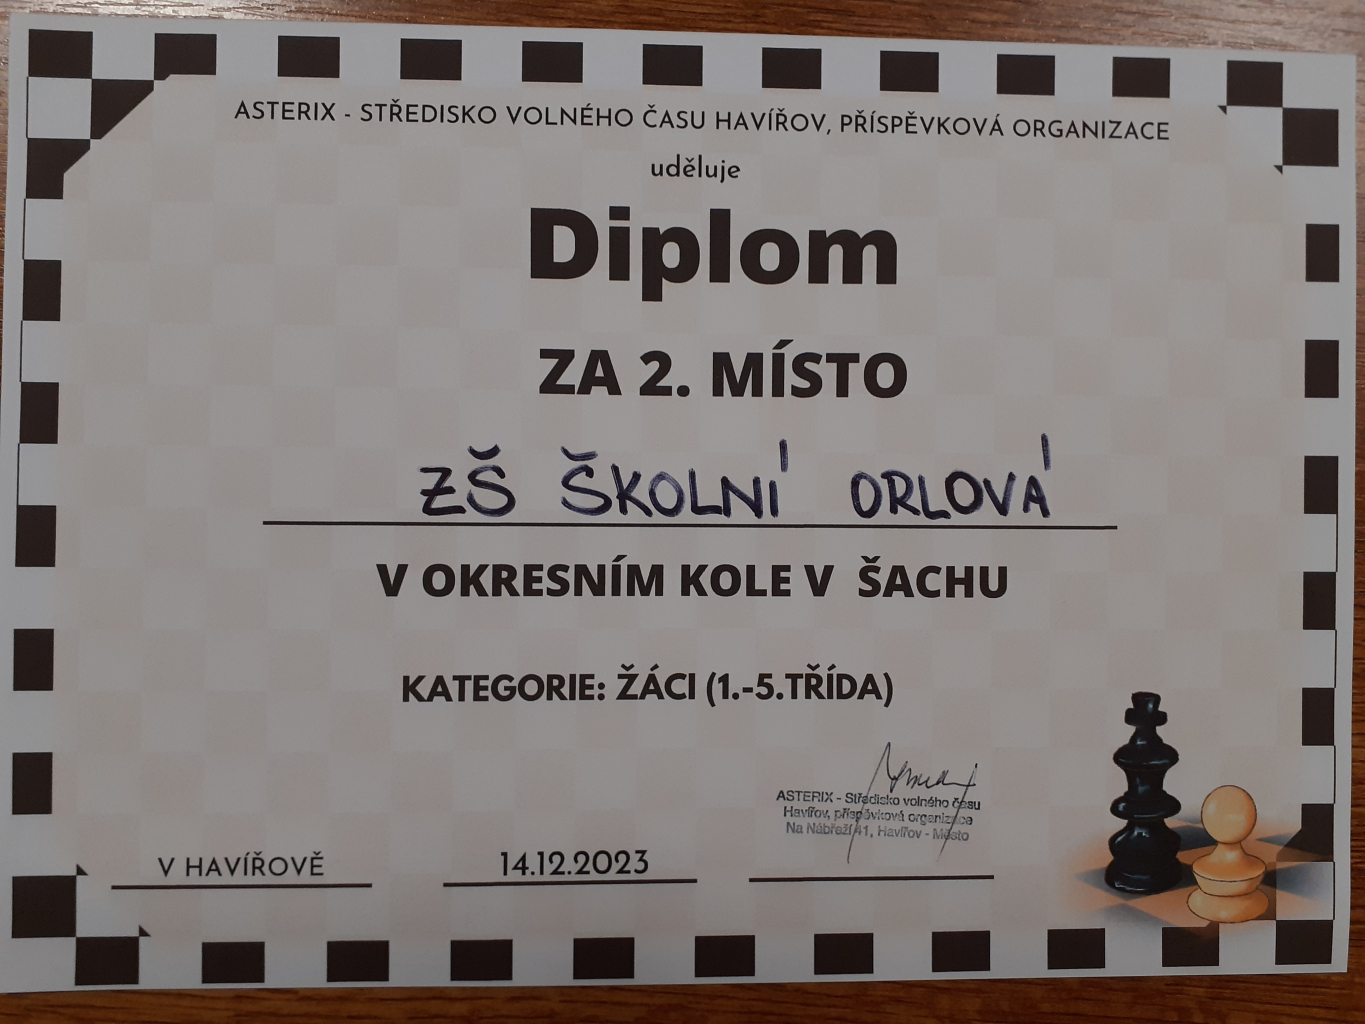 ASTERIX - STŘEDISKO VOLNÉHO ČASU HAVÍŘOV, PŘÍSPĚVKOVÁ ORGANIZACE
uděluje
Diplom
ZA 2. MÍSTO
ZŠ ŠKOLNÍ ORLOVÁ
V OKRESNÍM KOLE V ŠACHU
KATEGORIE: ŽÁCI (1.-5.TŘÍDA)
ASTERIX - Středisko volného času
Havířov, příspěvková organizace
Na Nábřeží 41, Havířov - Město
V HAVÍŘOVĚ 14.12.2023